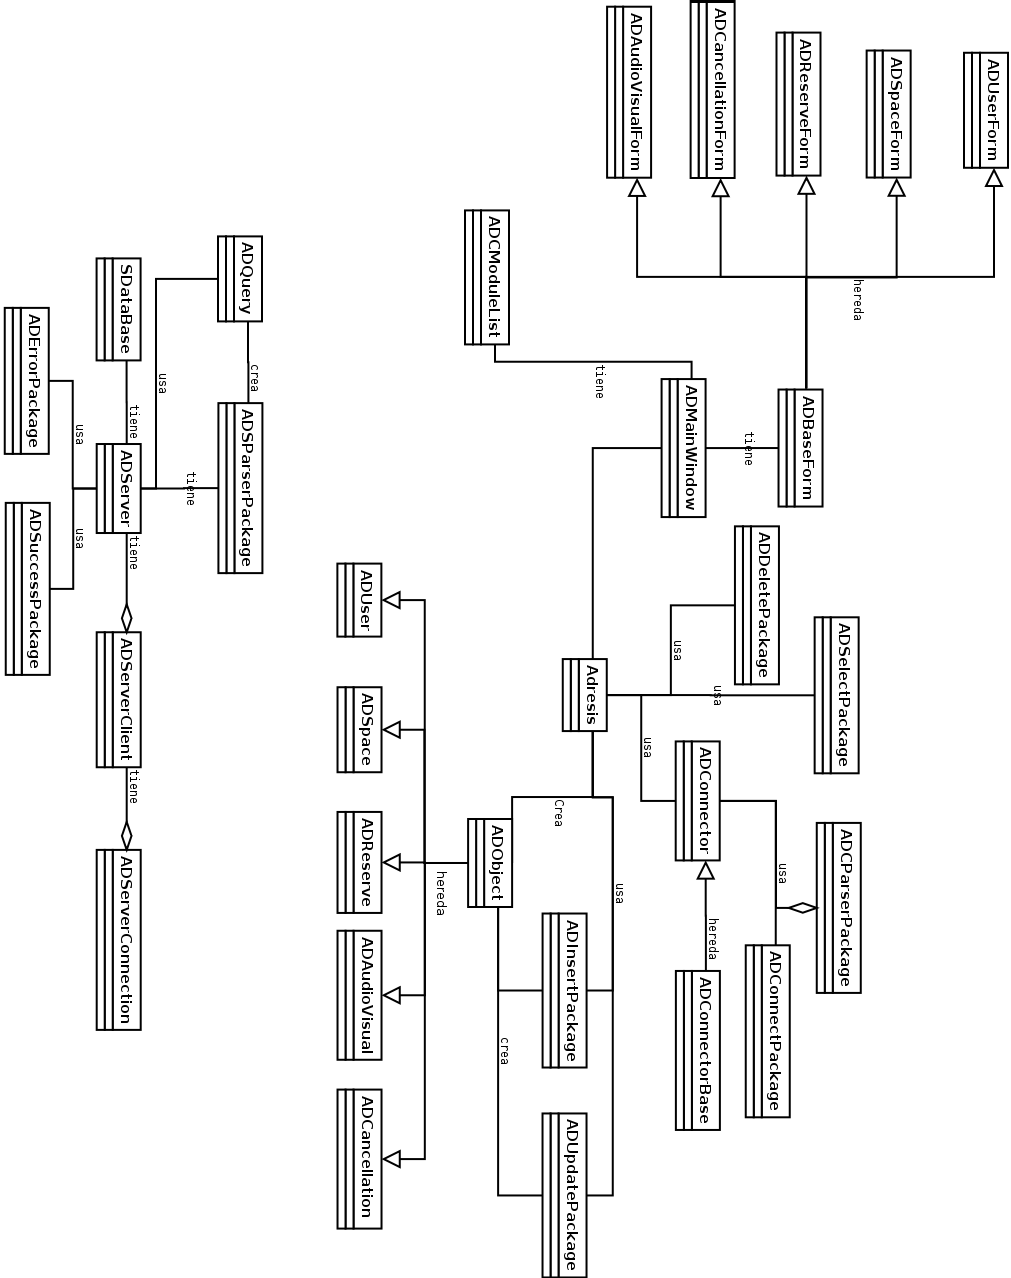 ADUserForm
ADSpaceForm
ADReserveForm
ADCancellationForm
ADAudioVisualForm
hereda
ADBaseForm
tiene
ADMainWindow
tiene
ADCModuleList
ADSelectPackage
ADDeletePackage
usa
usa
usa
Adresis
ADConnector
ADCParserPackage
usa
ADConnectPackage
hereda
ADConnectorBase
Crea
usa
ADObject
ADInsertPackage
crea
ADUpdatePackage
hereda
ADUser
ADSpace
ADReserve
ADAudioVisual
ADCancellation
ADQuery
crea
ADSParserPackage
usa
tiene
SDataBase
tiene
ADServer
tiene
ADServerClient
tiene
ADServerConnection
ADErrorPackage
usa
usa
ADSuccessPackage